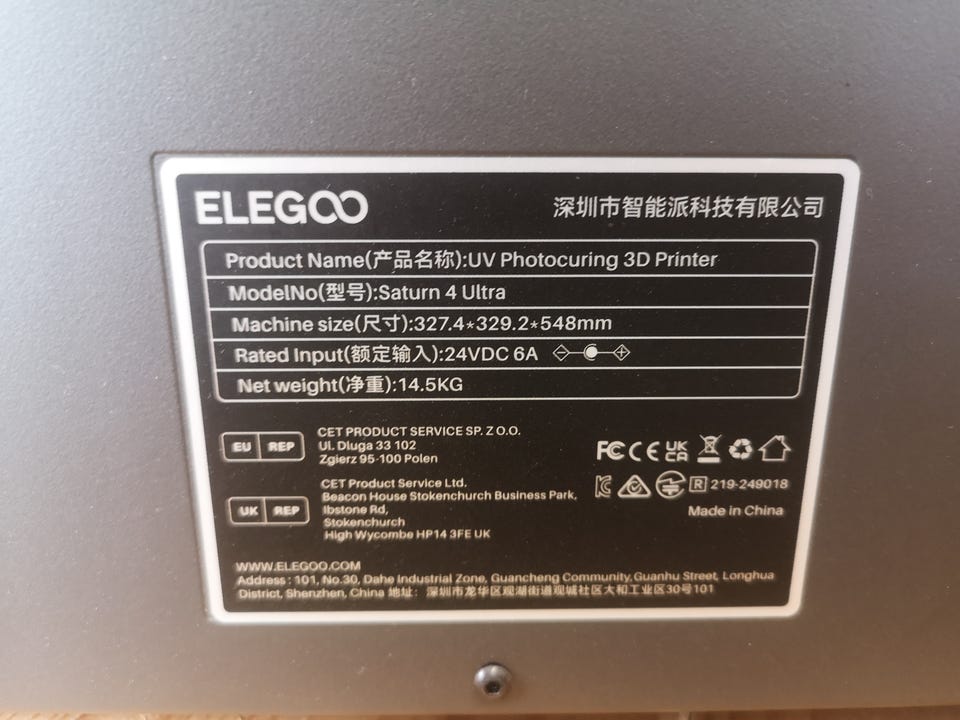 ELEGOO
深圳市智能派科技有限公司
Product Name(产品名称):UV Photocuring 3D Printer
ModelNo(型号):Saturn 4 Ultra
Machine size(尺寸):327.4*329.2*548mm
Rated Input(额定输入):24VDC 6A
Net weight(净重):14.5KG
EU REP
CET PRODUCT SERVICE SP. Z O.O.
Ul. Dluga 33 102
Zgierz 95-100 Polen
UK REP
CET Product Service Ltd.
Beacon House Stokenchurch Business Park,
Ibstone Rd,
Stokenchurch
High Wycombe HP14 3FE UK
FC CE UK CA
R 219-249018
Made in China
WWW.ELEGOO.COM
Address : 101, No.30, Dahe Industrial Zone, Guancheng Community, Guanhu Street, Longhua
District, Shenzhen, China 地址: 深圳市龙华区观湖街道观城社区大和工业区30号101